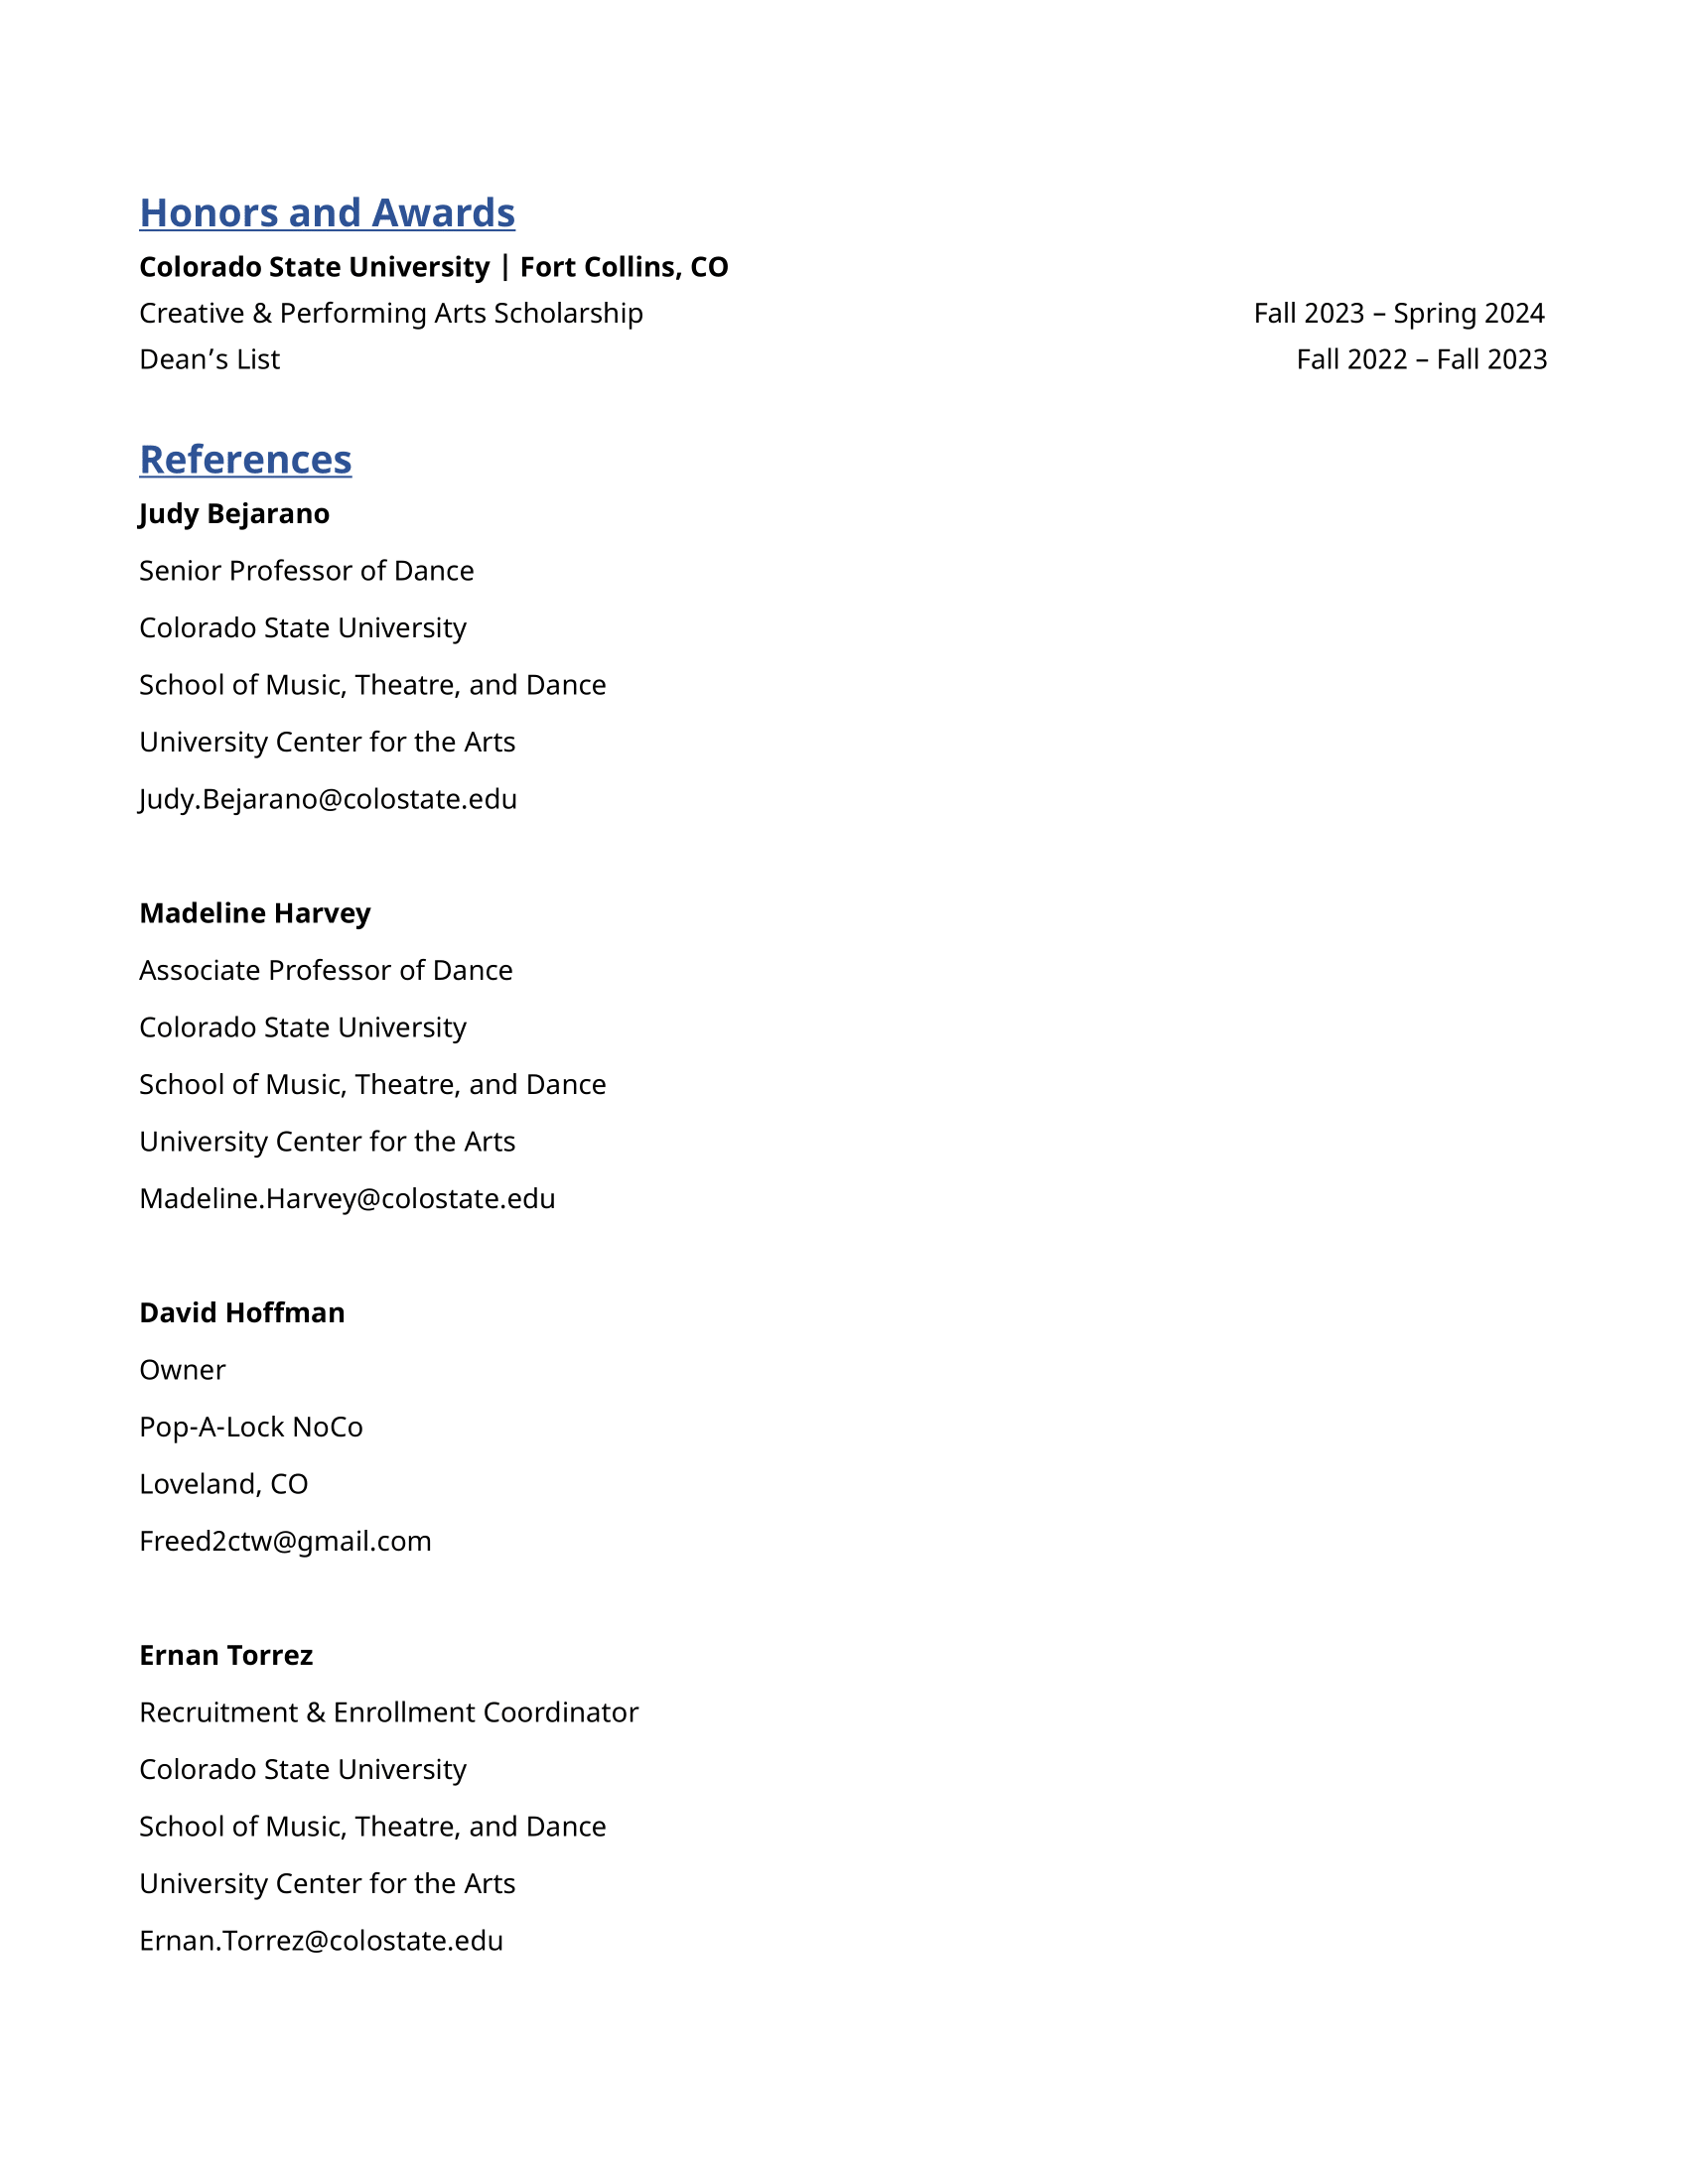 Honors and Awards
Colorado State University | Fort Collins, CO
Creative & Performing Arts Scholarship Fall 2023 – Spring 2024
Dean’s List Fall 2022 – Fall 2023
References
Judy Bejarano
Senior Professor of Dance
Colorado State University
School of Music, Theatre, and Dance
University Center for the Arts
Judy.Bejarano@colostate.edu
Madeline Harvey
Associate Professor of Dance
Colorado State University
School of Music, Theatre, and Dance
University Center for the Arts
Madeline.Harvey@colostate.edu
David Hoffman
Owner
Pop-A-Lock NoCo
Loveland, CO
Freed2ctw@gmail.com
Ernan Torrez
Recruitment & Enrollment Coordinator
Colorado State University
School of Music, Theatre, and Dance
University Center for the Arts
Ernan.Torrez@colostate.edu